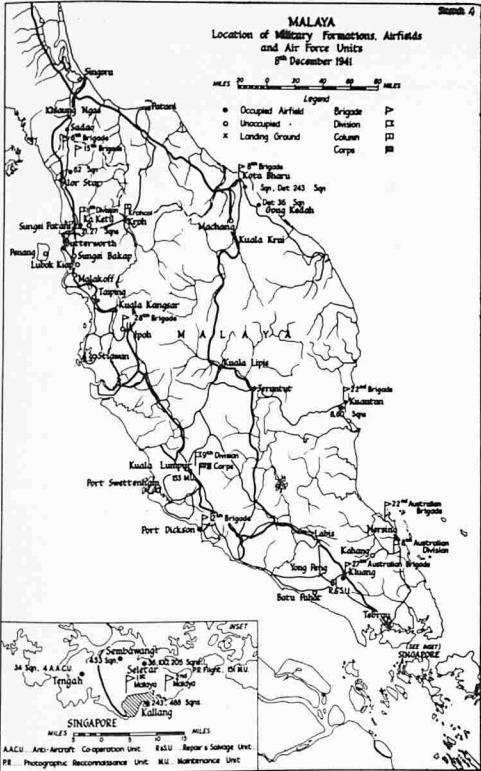 MALAYA
Location of Military Formations, Airfields
and Air Force Units
8th December 1941
MILES 20 0 20 40 60 80 MILES
Legend
Occupied Airfield
Unoccupied "
Landing Ground
Brigade
Division
Column
Corps
Singora
Khlaung Ngae
Patani
Sadao
6th Brigade
15th Brigade
62 Sqn
Alor Star
8th Brigade
Kota Bharu
Sqn, Det 243 Sqn
Det 36 Sqn
Gong Kedah
11th Division
Krohcol
Sungei Patani
Ka Ketil
Kroh
21, 27 Sqns
Machang
Kuala Krai
Butterworth
Penang
Sungei Bakap
Lubok Kiap
Malakoff
Taiping
Kuala Kangsar
28th Brigade
Ipoh
MALAYA
Sitiawan
Kuala Lipis
Jerantut
22nd Brigade
Kuantan
8, 60 Sqns
9th Division
Kuala Lumpur
III Corps
153 M.U.
Port Swettenham
12th Brigade
Port Dickson
22nd Australian
Brigade
Labis
Mersing
8th Australian
Division
Kahang
27th Australian Brigade
Yong Peng
Kluang
R&S.U
Batu Pahat
Tebrau
(SEE INSET)
SINGAPORE
INSET
Sembawang
453 Sqn
36, 100, 205 Sqns
34 Sqn, 4 A.A.C.U.
Seletar
P.R. Flight, 151 M.U.
Tengah
1st
Malaya
2nd
Malaya
243, 488 Sqns
Kallang
SINGAPORE
MILES 5 0 5 10 15 MILES
A.A.C.U. Anti-Aircraft Co-operation Unit. R&S.U. Repair & Salvage Unit.
P.R. Photographic Reconnaissance Unit M.U. Maintenance Unit